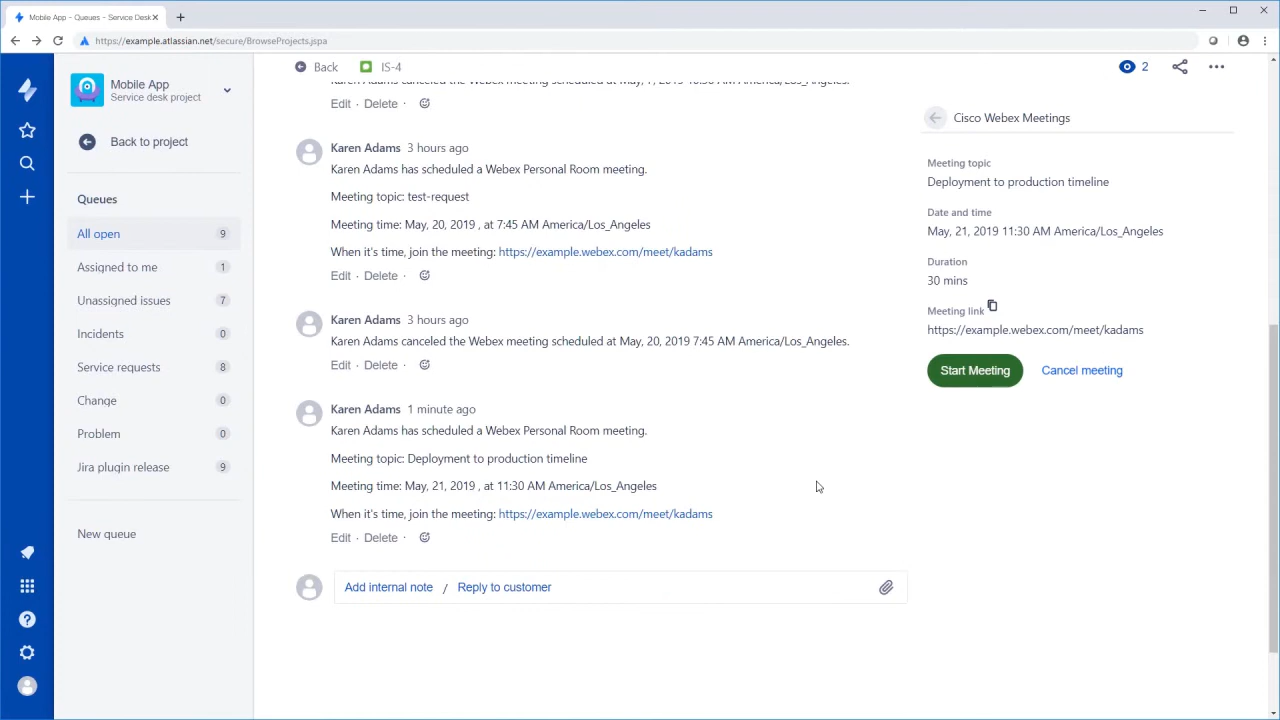 Mobile App - Queues - Service Desk
https://example.atlassian.net/secure/BrowseProjects.jspa
Mobile App
Service desk project
Back to project
Queues
All open 9
Assigned to me 1
Unassigned issues 7
Incidents 0
Service requests 8
Change 0
Problem 0
Jira plugin release 9
New queue
Back IS-4
2
Edit · Delete ·
Karen Adams 3 hours ago
Karen Adams has scheduled a Webex Personal Room meeting.
Meeting topic: test-request
Meeting time: May, 20, 2019 , at 7:45 AM America/Los_Angeles
When it's time, join the meeting: https://example.webex.com/meet/kadams
Edit · Delete ·
Karen Adams 3 hours ago
Karen Adams canceled the Webex meeting scheduled at May, 20, 2019 7:45 AM America/Los_Angeles.
Edit · Delete ·
Karen Adams 1 minute ago
Karen Adams has scheduled a Webex Personal Room meeting.
Meeting topic: Deployment to production timeline
Meeting time: May, 21, 2019 , at 11:30 AM America/Los_Angeles
When it's time, join the meeting: https://example.webex.com/meet/kadams
Edit · Delete ·
Add internal note / Reply to customer
Cisco Webex Meetings
Meeting topic
Deployment to production timeline
Date and time
May, 21, 2019 11:30 AM America/Los_Angeles
Duration
30 mins
Meeting link
https://example.webex.com/meet/kadams
Start Meeting Cancel meeting